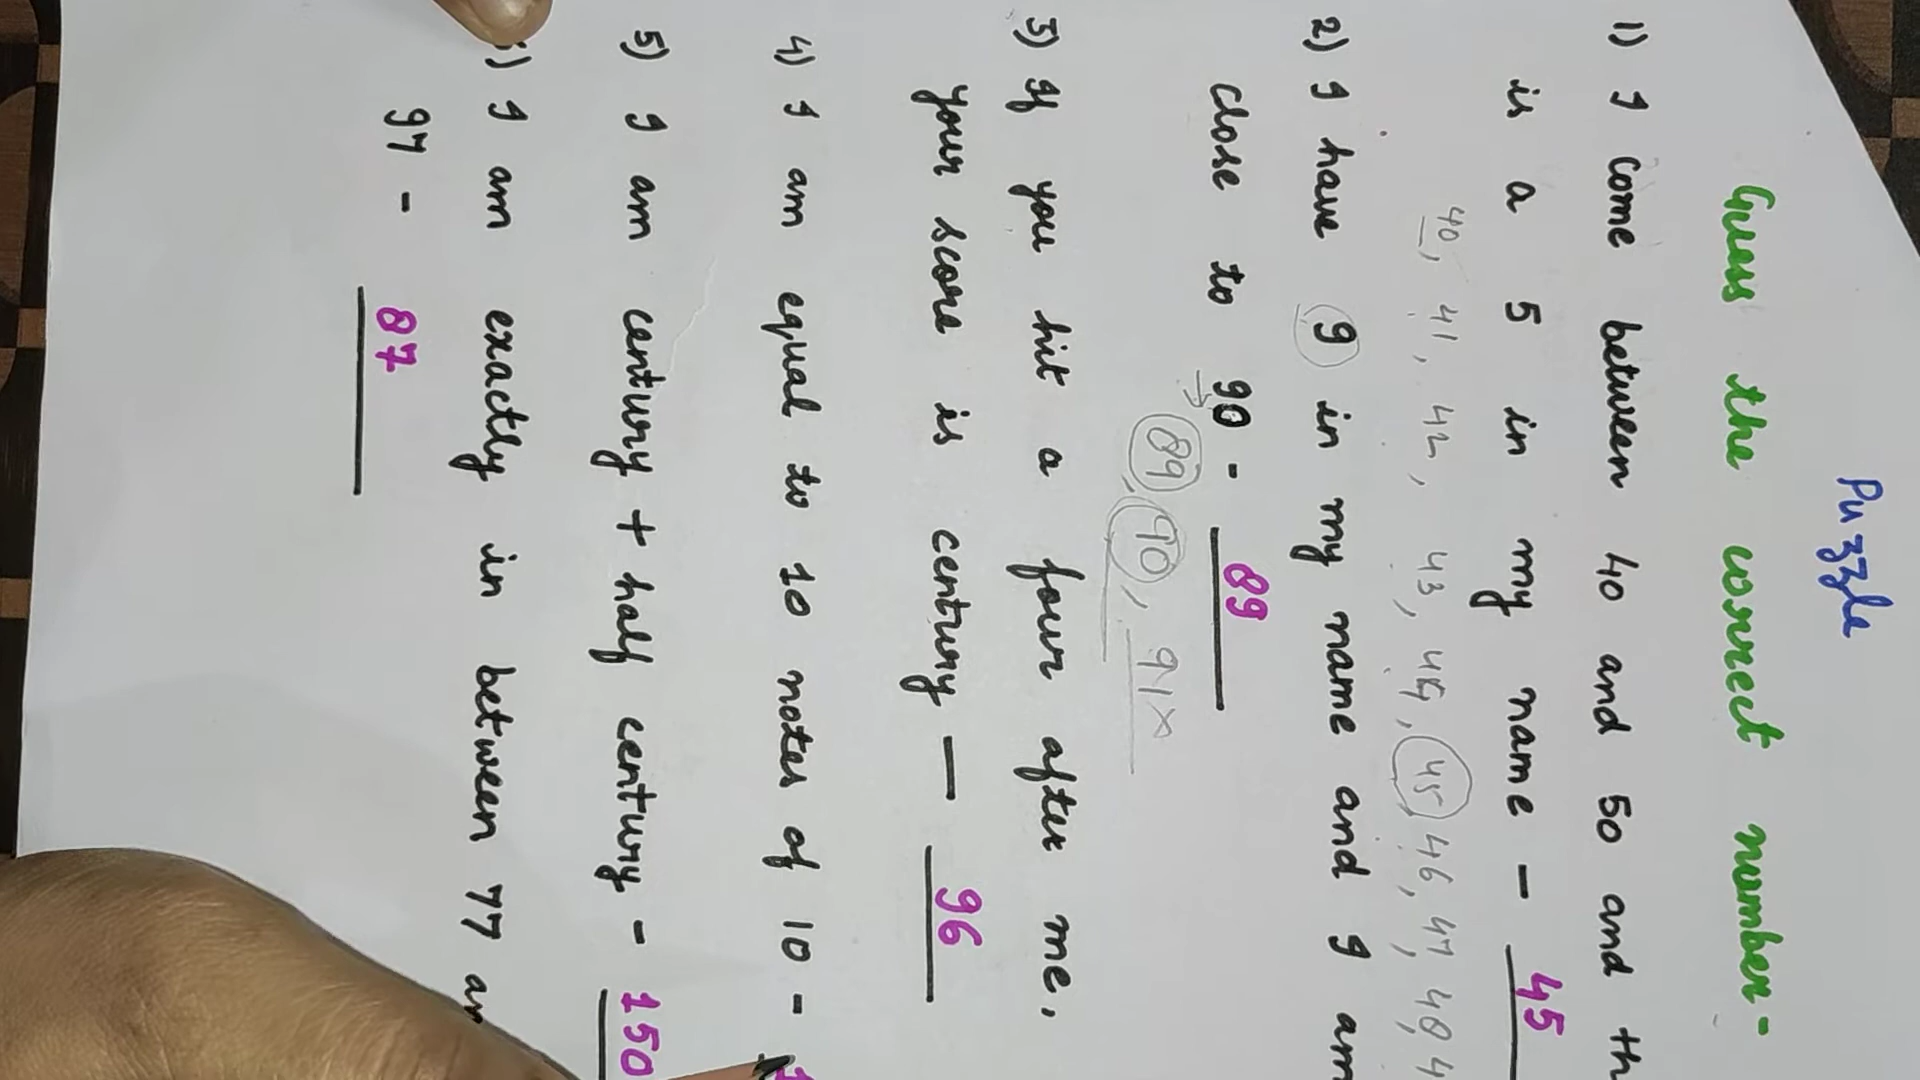 Puzzle
Guess the correct number -
1) I come between 40 and 50 and th
is a 5 in my name - 45
40, 41, 42, 43, 44, 45, 46, 47, 48 4
2) I have 9 in my name and I am
close to 90 - 89
89, 90, 91 x
3) If you hit a four after me,
your score is century - 96
4) I am equal to 10 notes of 10 - 1
5) I am century + half century - 150
) I am exactly in between 77 an
97 - 87